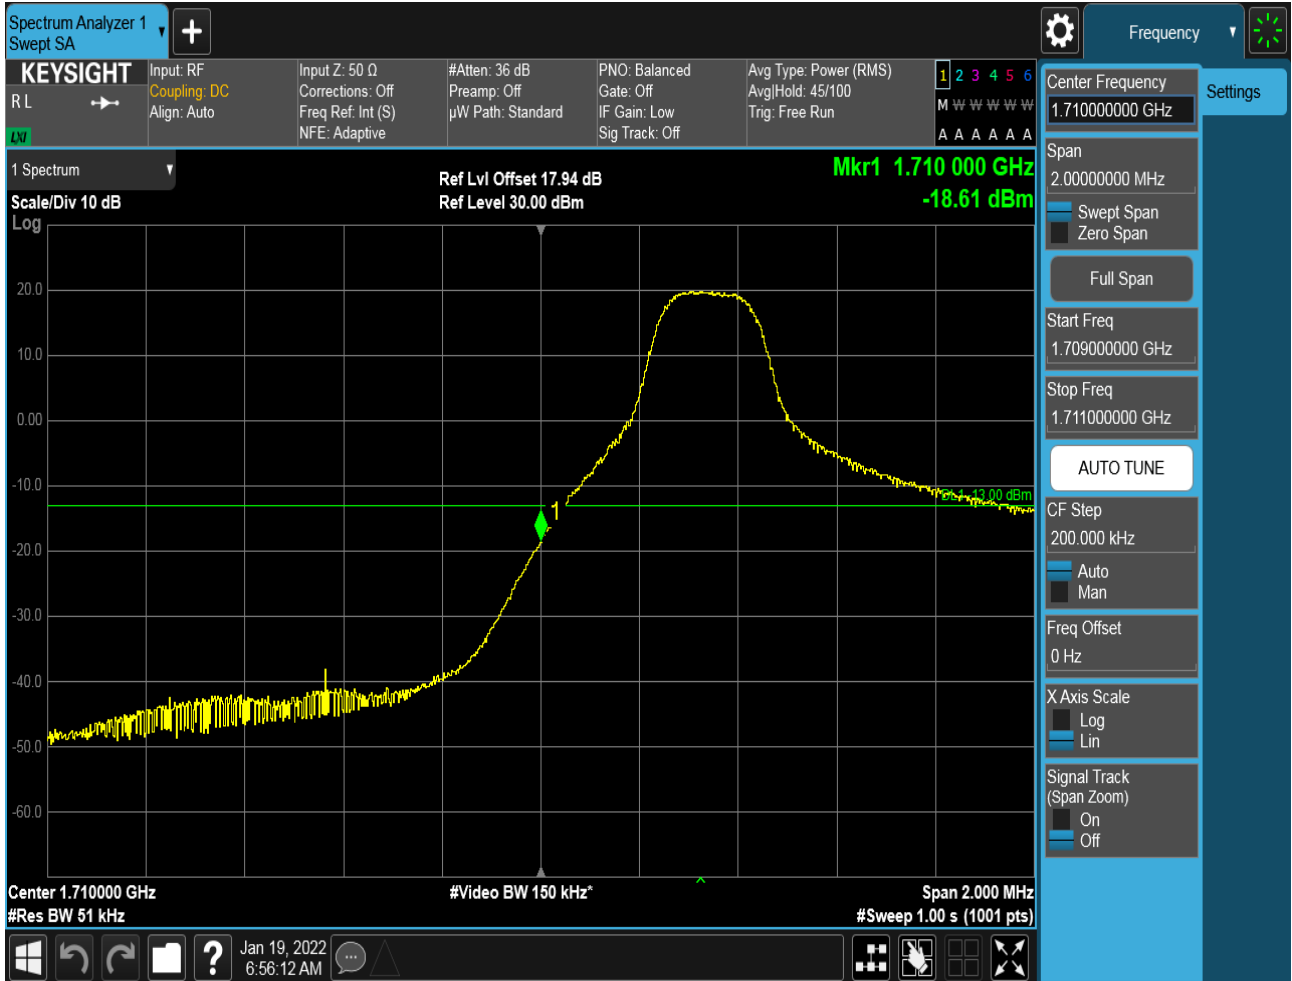 Spectrum Analyzer 1
Swept SA
Frequency
KEYSIGHT
R L
LXI
Input: RF
Coupling: DC
Align: Auto
Input Z: 50 Ω
Corrections: Off
Freq Ref: Int (S)
NFE: Adaptive
#Atten: 36 dB
Preamp: Off
µW Path: Standard
PNO: Balanced
Gate: Off
IF Gain: Low
Sig Track: Off
Avg Type: Power (RMS)
Avg|Hold: 45/100
Trig: Free Run
1 2 3 4 5 6
M W W W W W
A A A A A A
1 Spectrum
Scale/Div 10 dB
Log
Ref Lvl Offset 17.94 dB
Ref Level 30.00 dBm
Mkr1 1.710 000 GHz
-18.61 dBm
20.0
10.0
0.00
-10.0
-20.0
-30.0
-40.0
-50.0
-60.0
1
DL1 -13.00 dBm
Center 1.710000 GHz
#Res BW 51 kHz
#Video BW 150 kHz*
Span 2.000 MHz
#Sweep 1.00 s (1001 pts)
Jan 19, 2022
6:56:12 AM
?
Center Frequency
1.710000000 GHz
Settings
Span
2.00000000 MHz
Swept Span
Zero Span
Full Span
Start Freq
1.709000000 GHz
Stop Freq
1.711000000 GHz
AUTO TUNE
CF Step
200.000 kHz
Auto
Man
Freq Offset
0 Hz
X Axis Scale
Log
Lin
Signal Track
(Span Zoom)
On
Off